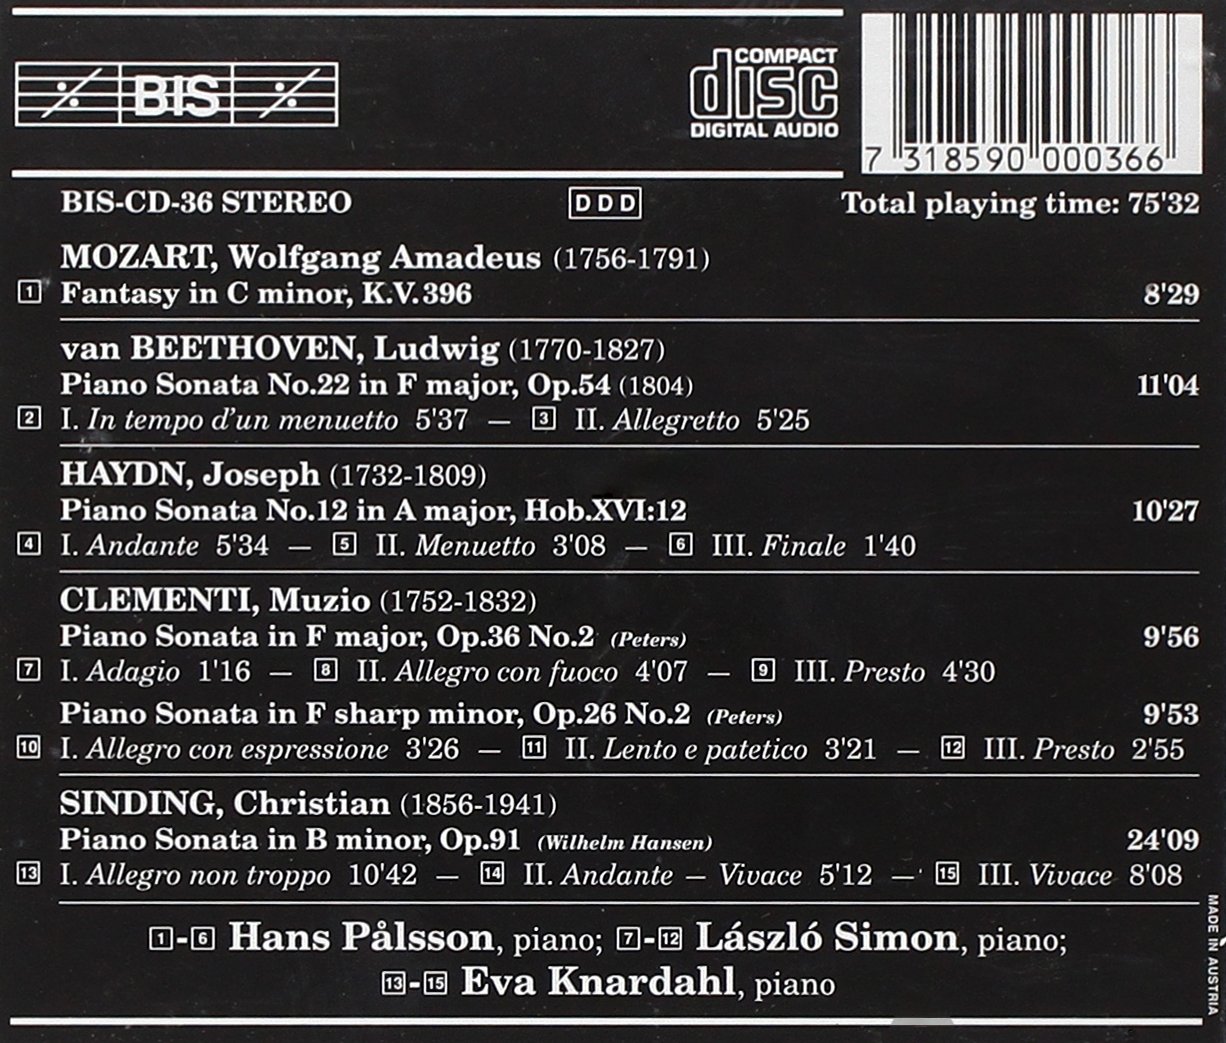 BIS
COMPACT
disc
DIGITAL AUDIO
7 318590 000366
BIS-CD-36 STEREO D D D Total playing time: 75'32
MOZART, Wolfgang Amadeus (1756-1791)
1 Fantasy in C minor, K.V.396 8'29
van BEETHOVEN, Ludwig (1770-1827)
Piano Sonata No.22 in F major, Op.54 (1804) 11'04
2 I. In tempo d'un menuetto 5'37 — 3 II. Allegretto 5'25
HAYDN, Joseph (1732-1809)
Piano Sonata No.12 in A major, Hob.XVI:12 10'27
4 I. Andante 5'34 — 5 II. Menuetto 3'08 — 6 III. Finale 1'40
CLEMENTI, Muzio (1752-1832)
Piano Sonata in F major, Op.36 No.2 (Peters) 9'56
7 I. Adagio 1'16 — 8 II. Allegro con fuoco 4'07 — 9 III. Presto 4'30
Piano Sonata in F sharp minor, Op.26 No.2 (Peters) 9'53
10 I. Allegro con espressione 3'26 — 11 II. Lento e patetico 3'21 — 12 III. Presto 2'55
SINDING, Christian (1856-1941)
Piano Sonata in B minor, Op.91 (Wilhelm Hansen) 24'09
13 I. Allegro non troppo 10'42 — 14 II. Andante – Vivace 5'12 — 15 III. Vivace 8'08
1-6 Hans Pålsson, piano; 7-12 László Simon, piano;
13-15 Eva Knardahl, piano
MADE IN AUSTRIA